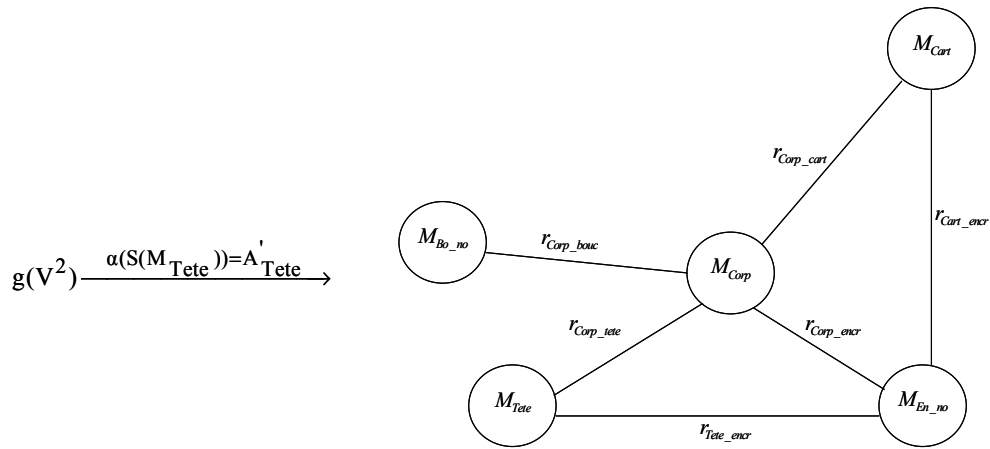 M_Cart
r_Corp_cart
r_Cart_encr
M_Bo_no
r_Corp_bouc
M_Corp
g(V²) α(S(M_Tete))=A'_Tete
r_Corp_tete
r_Corp_encr
M_Tete
M_En_no
r_Tete_encr